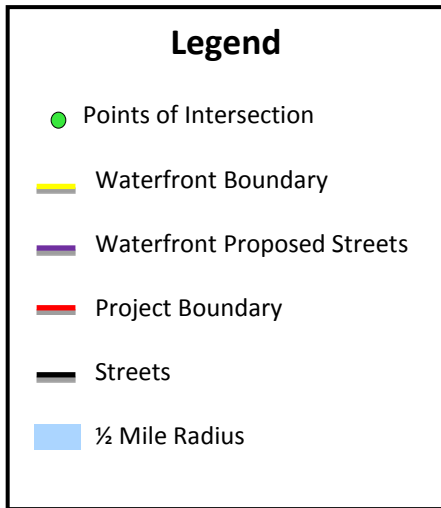 Legend
Points of Intersection
Waterfront Boundary
Waterfront Proposed Streets
Project Boundary
Streets
½ Mile Radius